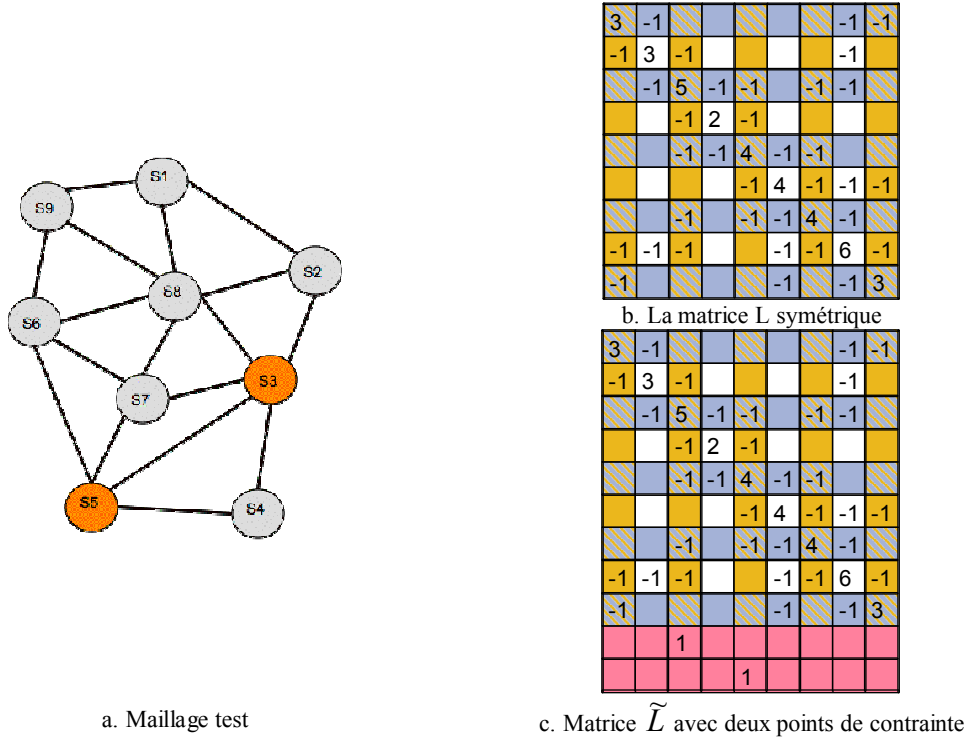 S1
S9
S2
S8
S6
S3
S7
S5
S4
a. Maillage test
3 -1 -1 -1
-1 3 -1 -1
-1 5 -1 -1 -1 -1
-1 2 -1
-1 -1 4 -1 -1
-1 4 -1 -1 -1
-1 -1 -1 4 -1
-1 -1 -1 -1 -1 6 -1
-1 -1 -1 3
b. La matrice L symétrique
3 -1 -1 -1
-1 3 -1 -1
-1 5 -1 -1 -1 -1
-1 2 -1
-1 -1 4 -1 -1
-1 4 -1 -1 -1
-1 -1 -1 4 -1
-1 -1 -1 -1 -1 6 -1
-1 -1 -1 3
1
1
c. Matrice L̃ avec deux points de contrainte